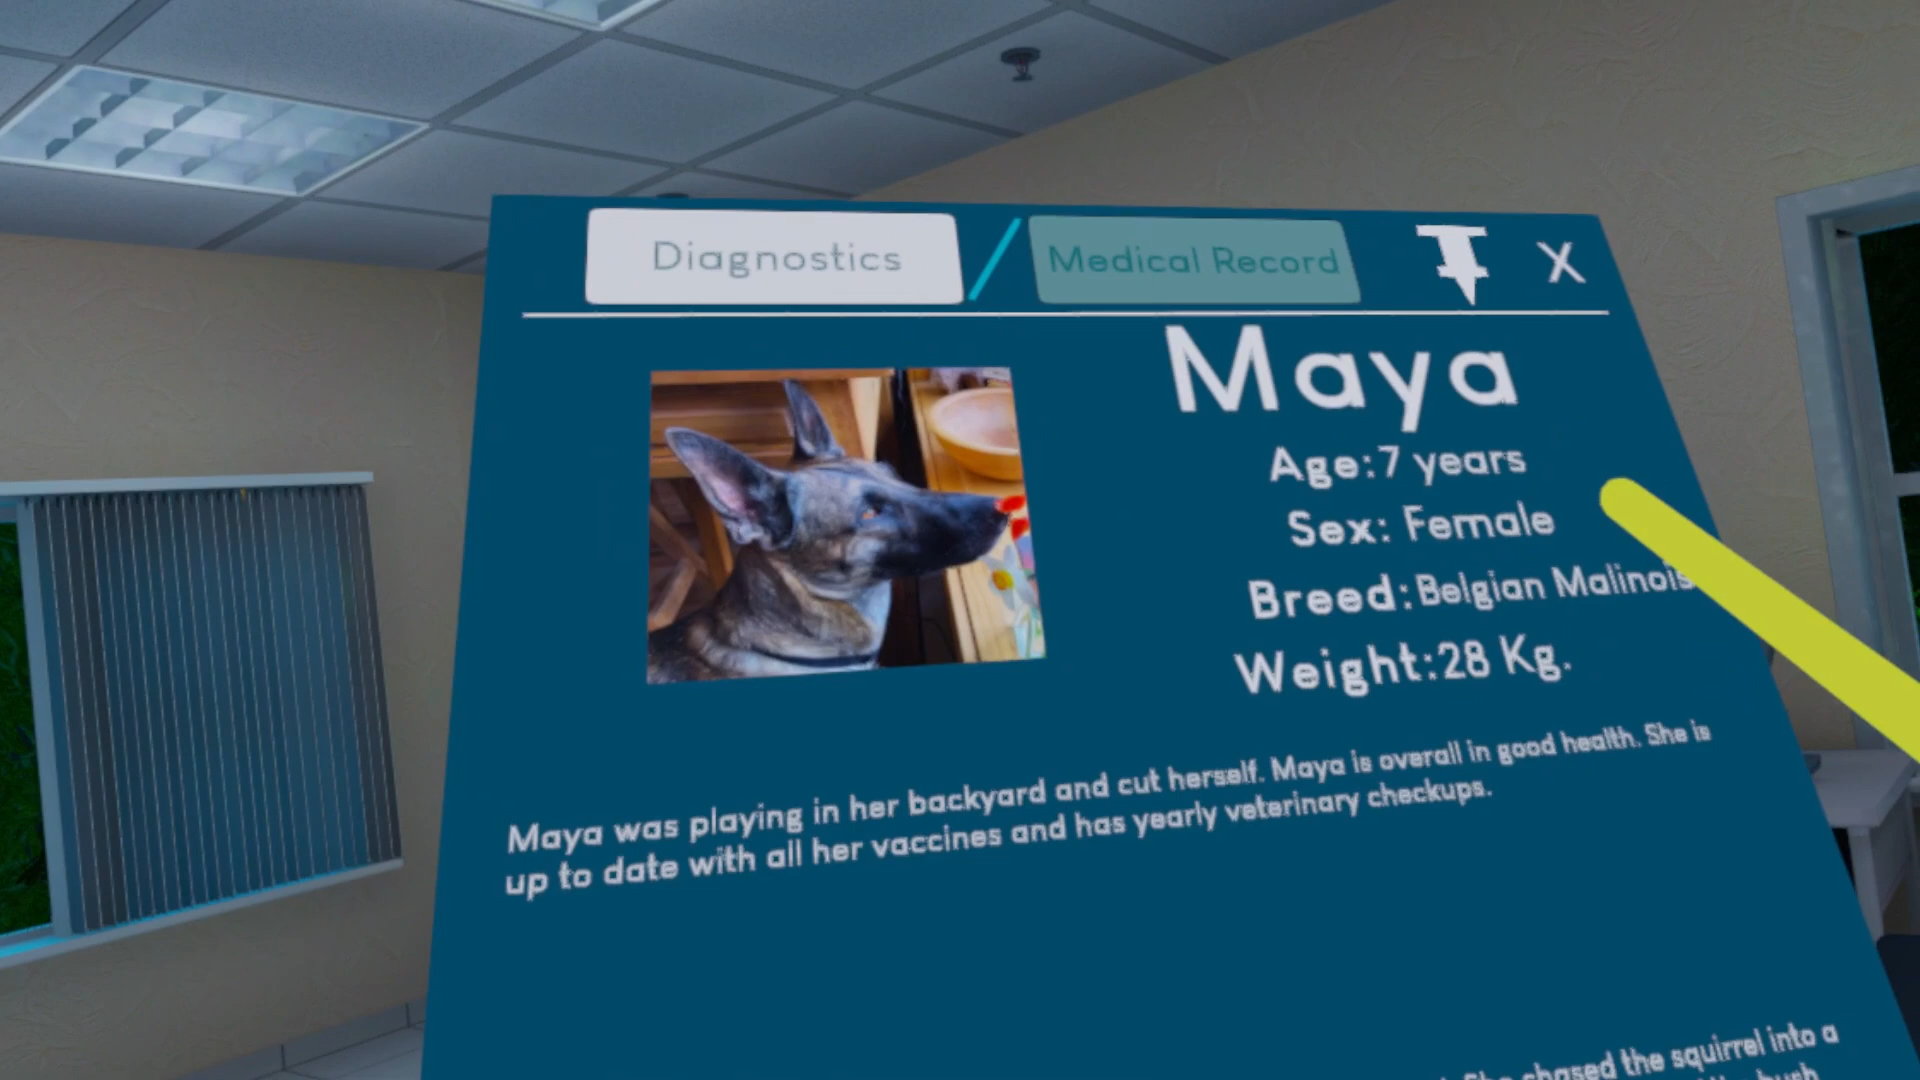 Diagnostics / Medical Record X
Maya
Age:7 years
Sex: Female
Breed:Belgian Malinois
Weight:28 Kg.
Maya was playing in her backyard and cut herself. Maya is overall in good health. She is
up to date with all her vaccines and has yearly veterinary checkups.
She chased the squirrel into a
bush